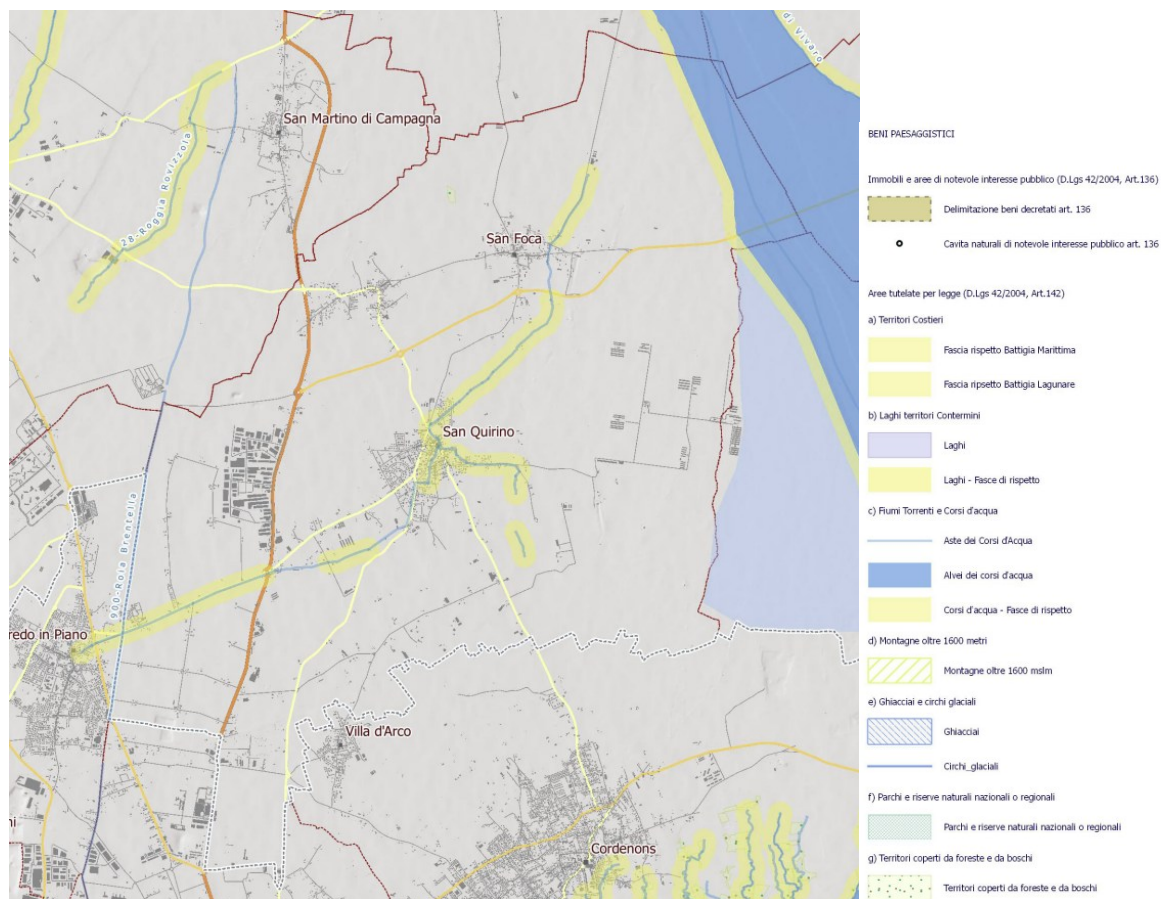 di Vivaro
San Martino di Campagna
28-Roggia Rovizzola
San Foca
San Quirino
900-Roia Brentella
redo in Piano
Villa d'Arco
ni
Cordenons
BENI PAESAGGISTICI
Immobili e aree di notevole interesse pubblico (D.Lgs 42/2004, Art.136)
Delimitazione beni decretati art. 136
Cavita naturali di notevole interesse pubblico art. 136
Aree tutelate per legge (D.Lgs 42/2004, Art.142)
a) Territori Costieri
Fascia rispetto Battigia Marittima
Fascia ripsetto Battigia Lagunare
b) Laghi territori Contermini
Laghi
Laghi - Fasce di rispetto
c) Fiumi Torrenti e Corsi d'acqua
Aste dei Corsi d'Acqua
Alvei dei corsi d'acqua
Corsi d'acqua - Fasce di rispetto
d) Montagne oltre 1600 metri
Montagne oltre 1600 mslm
e) Ghiacciai e circhi glaciali
Ghiacciai
Circhi_glaciali
f) Parchi e riserve naturali nazionali o regionali
Parchi e riserve naturali nazionali o regionali
g) Territori coperti da foreste e da boschi
Territori coperti da foreste e da boschi